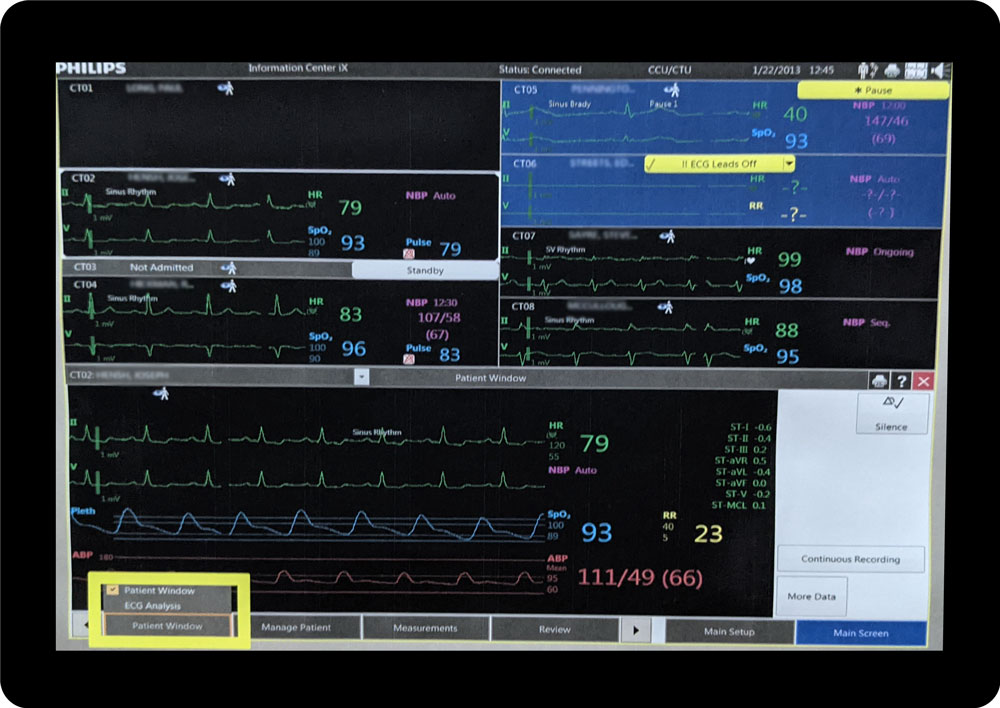 PHILIPS Information Center iX Status: Connected CCU/CTU 1/22/2013 12:45
CT01
CT02
II Sinus Rhythm HR 79 NBP Auto
1 mV
V SpO₂ 100 89 93 Pulse 79
CT03 Not Admitted Standby
CT04
II Sinus Rhythm HR 83 NBP 12:30
1 mV 107/58
(67)
V SpO₂ 100 90 96 Pulse 83
1 mV
CT05 * Pause
II Sinus Brady Pause 1 HR 40 NBP 12:00
147/46
V SpO₂ 93 (69)
CT06 !! ECG Leads Off
II HR -?- NBP Auto
-?-/-?-
V RR -?- (-?-)
CT07
II SV Rhythm HR 99 NBP Ongoing
1 mV
V SpO₂ 98
1 mV
CT08
II Sinus Rhythm HR 88 NBP Seq.
1 mV
V SpO₂ 95
1 mV
CT02: Patient Window ?
II Sinus Rhythm HR 120 55 79
1 mV
NBP Auto
V
1 mV
ST-I -0.6
ST-II -0.4
ST-III 0.2
ST-aVR 0.5
ST-aVL -0.4
ST-aVF 0.0
ST-V -0.2
ST-MCL 0.1
Silence
Pleth SpO₂ 100 89 93 RR 40 5 23
ABP 180 ABP Mean 95 60 111/49 (66)
Continuous Recording
More Data
Patient Window
ECG Analysis
Patient Window Manage Patient Measurements Review Main Setup Main Screen